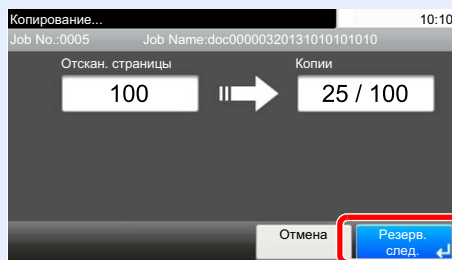 Копирование... 10:10
Job No.:0005 Job Name:doc00000320131010101010
Отскан. страницы Копии
100 25 / 100
Отмена Резерв.
след.